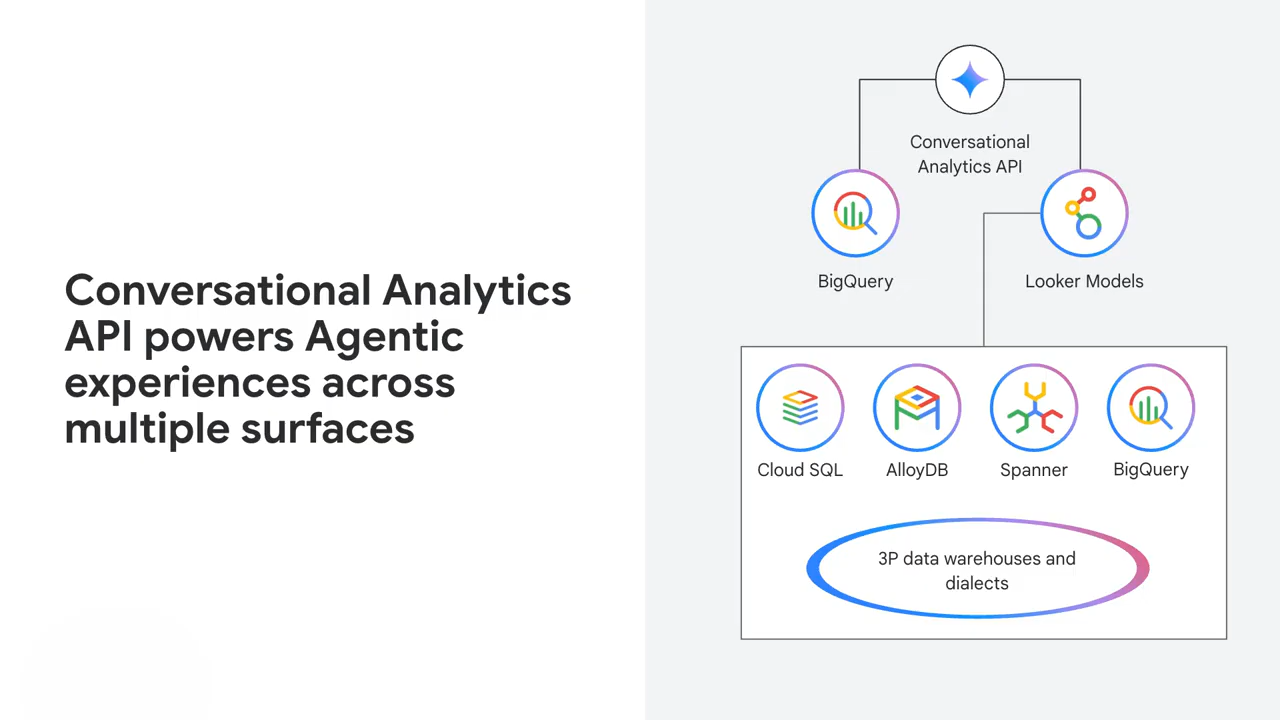 Conversational Analytics
API powers Agentic
experiences across
multiple surfaces
Conversational
Analytics API
BigQuery
Looker Models
Cloud SQL
AlloyDB
Spanner
BigQuery
3P data warehouses and
dialects